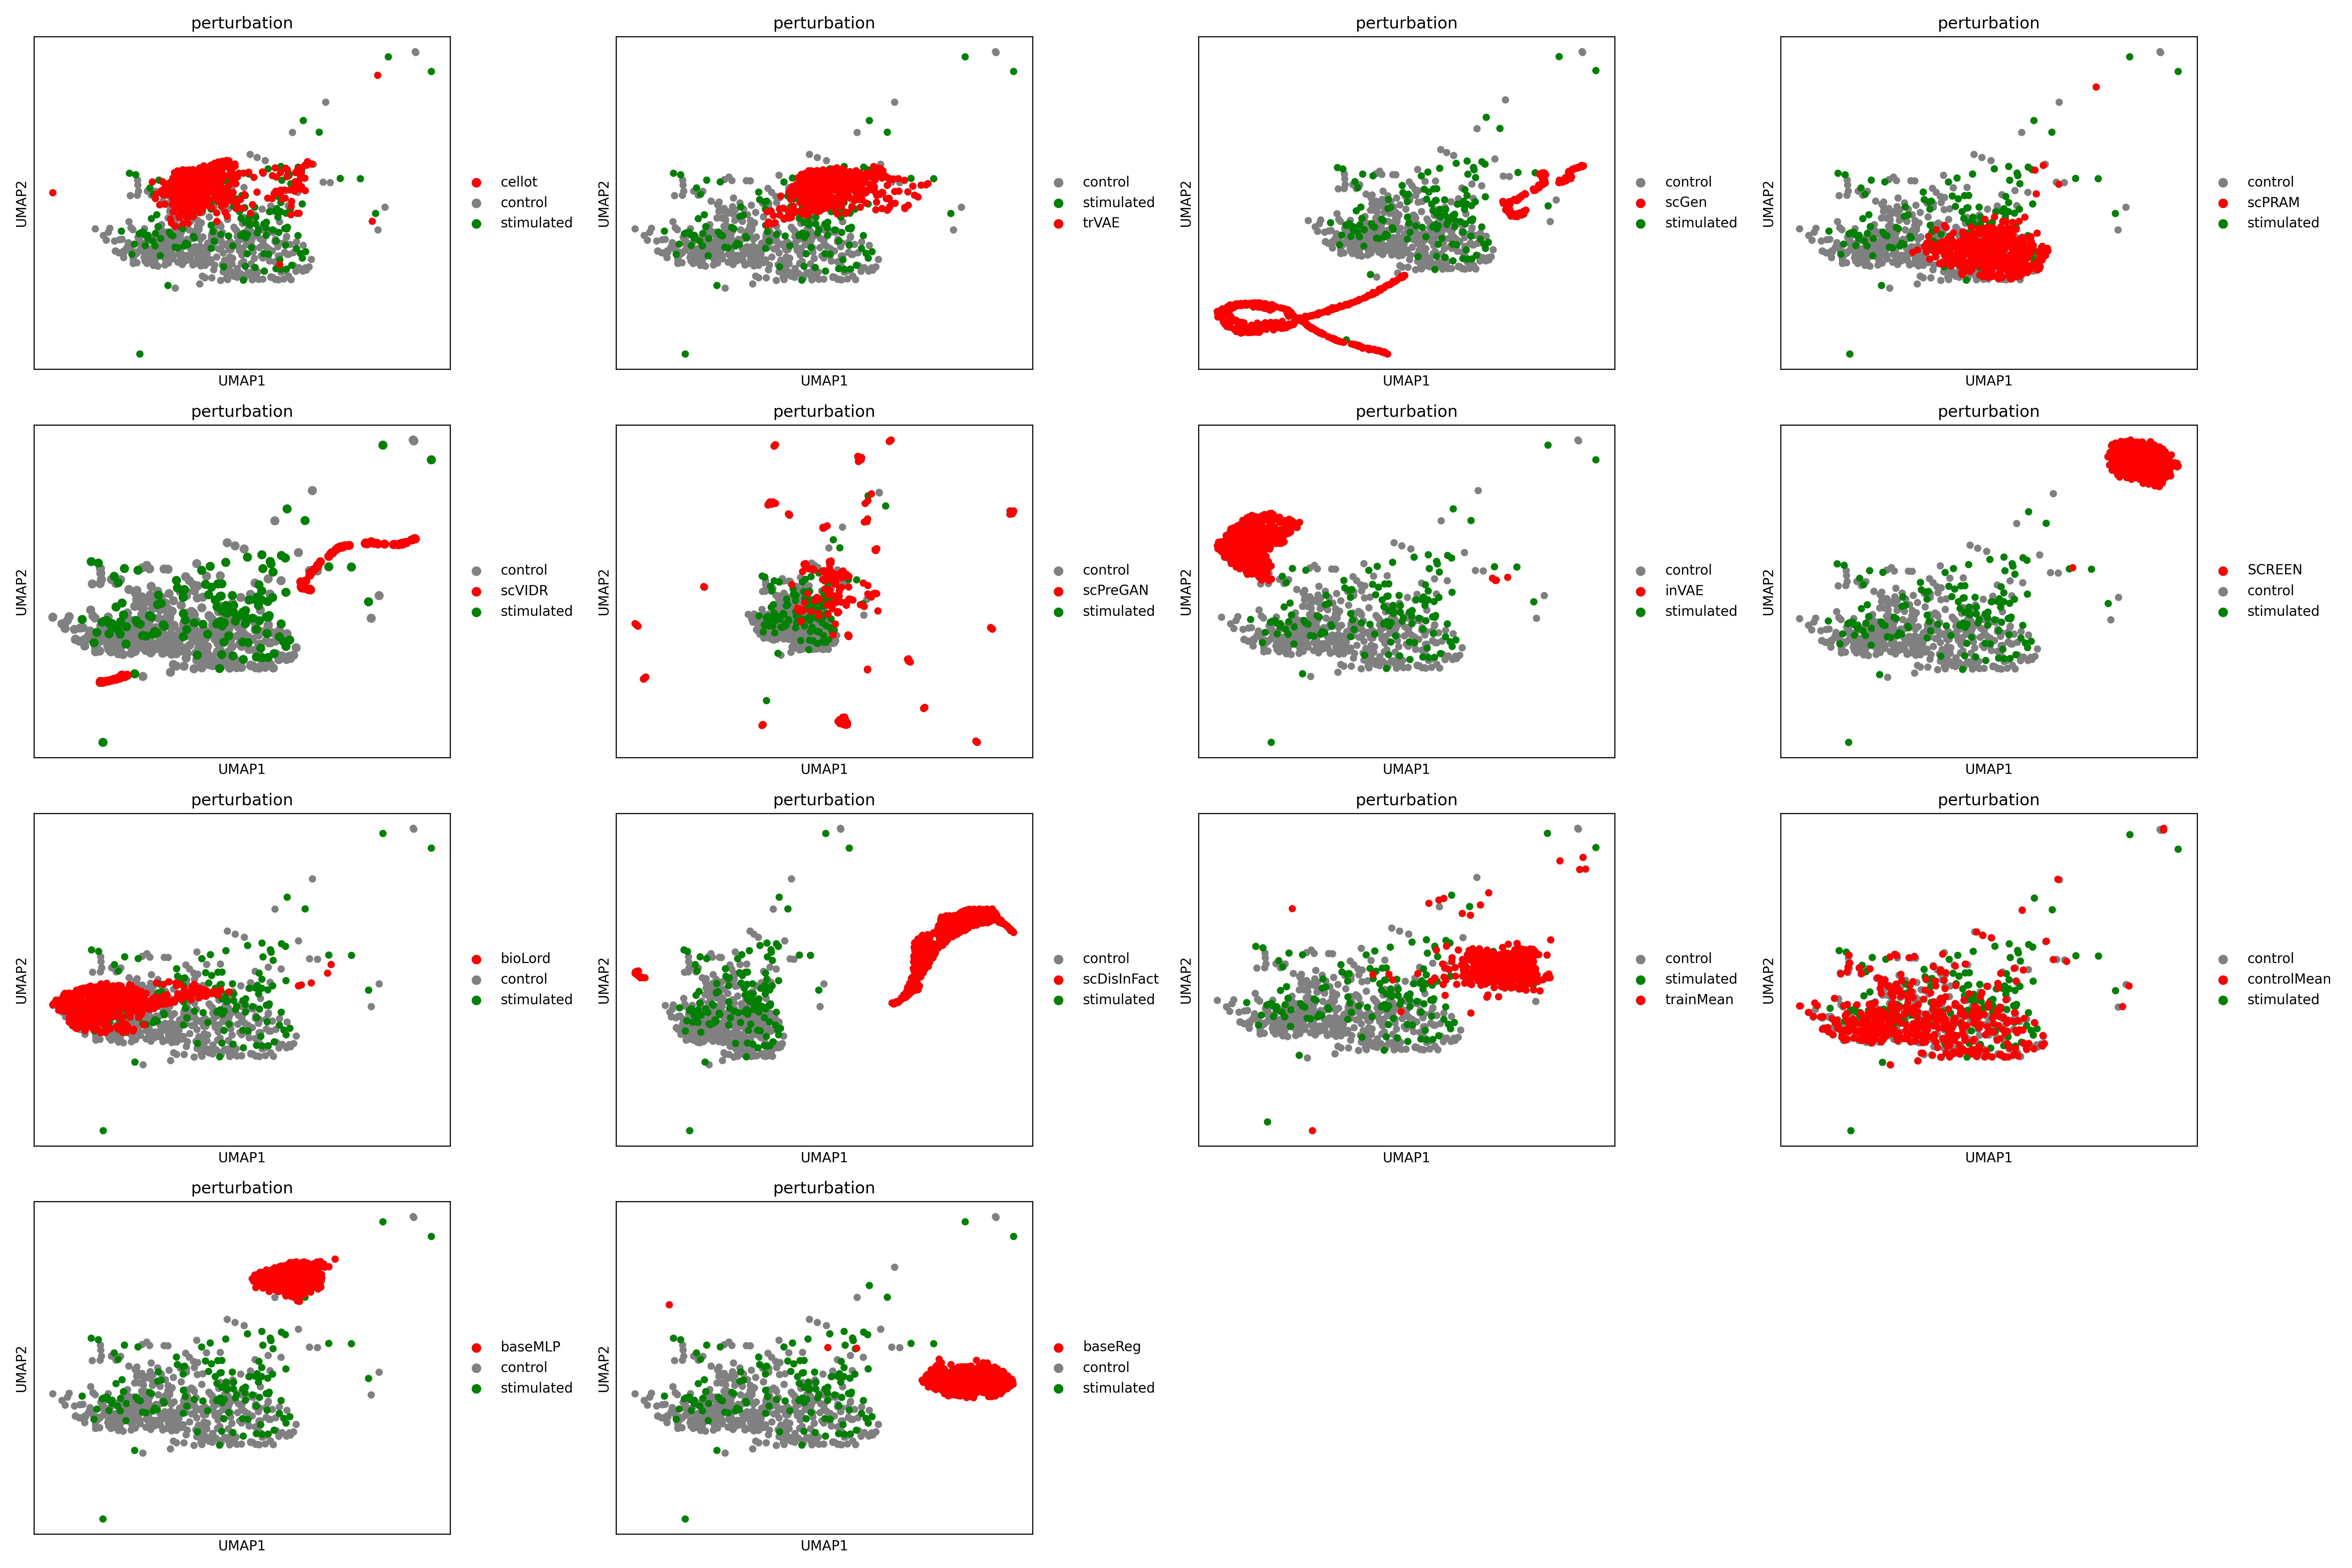 perturbation
UMAP2
UMAP1
cellot
control
stimulated
perturbation
UMAP2
UMAP1
control
stimulated
trVAE
perturbation
UMAP2
UMAP1
control
scGen
stimulated
perturbation
UMAP2
UMAP1
control
scPRAM
stimulated
perturbation
UMAP2
UMAP1
control
scVIDR
stimulated
perturbation
UMAP2
UMAP1
control
scPreGAN
stimulated
perturbation
UMAP2
UMAP1
control
inVAE
stimulated
perturbation
UMAP2
UMAP1
SCREEN
control
stimulated
perturbation
UMAP2
UMAP1
bioLord
control
stimulated
perturbation
UMAP2
UMAP1
control
scDisInFact
stimulated
perturbation
UMAP2
UMAP1
control
stimulated
trainMean
perturbation
UMAP2
UMAP1
control
controlMean
stimulated
perturbation
UMAP2
UMAP1
baseMLP
control
stimulated
perturbation
UMAP2
UMAP1
baseReg
control
stimulated